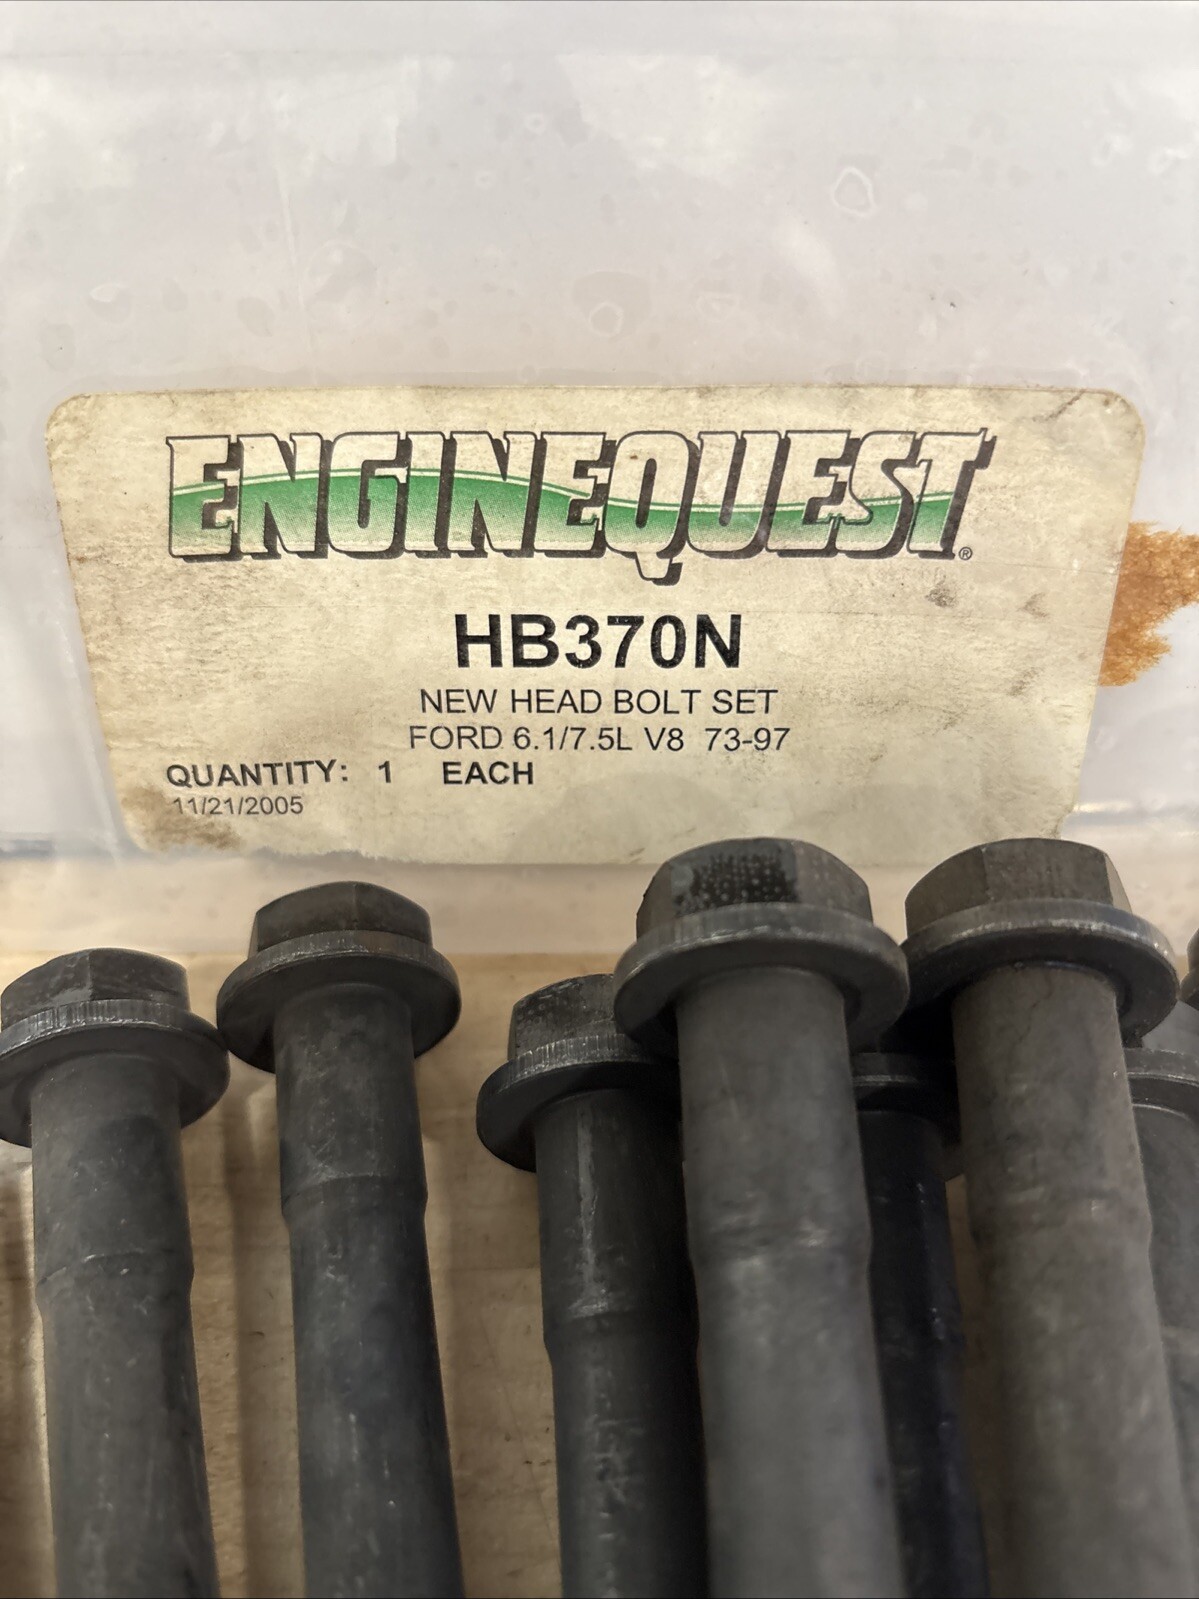 ENGINEQUEST®
HB370N
NEW HEAD BOLT SET
FORD 6.1/7.5L V8 73-97
QUANTITY: 1 EACH
11/21/2005